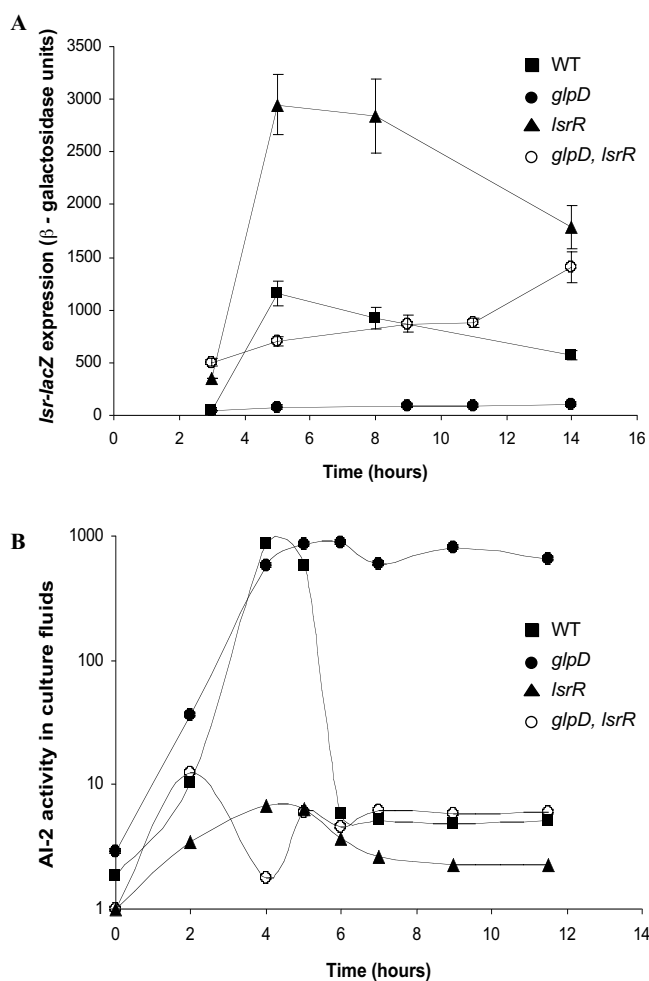 A
lsr-lacZ expression (β - galactosidase units)
3500
3000
2500
2000
1500
1000
500
0
0 2 4 6 8 10 12 14 16
Time (hours)
WT
glpD
lsrR
glpD, lsrR
B
AI-2 activity in culture fluids
1000
100
10
1
0 2 4 6 8 10 12 14
Time (hours)
WT
glpD
lsrR
glpD, lsrR